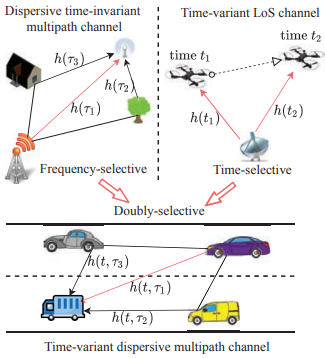 Dispersive time-invariant
multipath channel
h(τ₃)
h(τ₂)
h(τ₁)
Frequency-selective
Time-variant LoS channel
time t₁
time t₂
h(t₁)
h(t₂)
Time-selective
Doubly-selective
h(t, τ₃)
h(t, τ₁)
h(t, τ₂)
Time-variant dispersive multipath channel